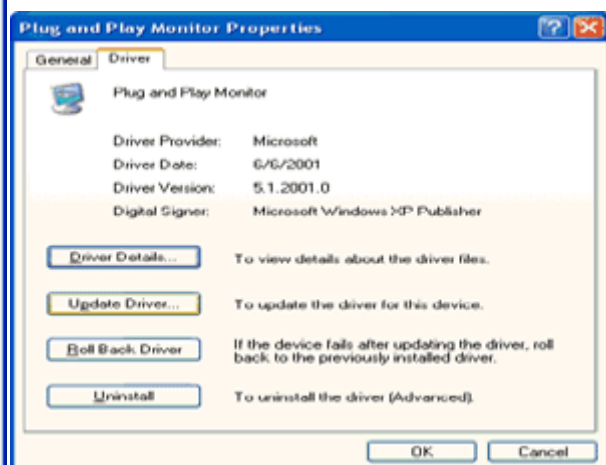 Plug and Play Monitor Properties
General Driver
Plug and Play Monitor
Driver Provider: Microsoft
Driver Date: 6/6/2001
Driver Version: 5.1.2001.0
Digital Signer: Microsoft Windows XP Publisher
Driver Details... To view details about the driver files.
Update Driver... To update the driver for this device.
Roll Back Driver If the device fails after updating the driver, roll
back to the previously installed driver.
Uninstall To uninstall the driver (Advanced).
OK Cancel